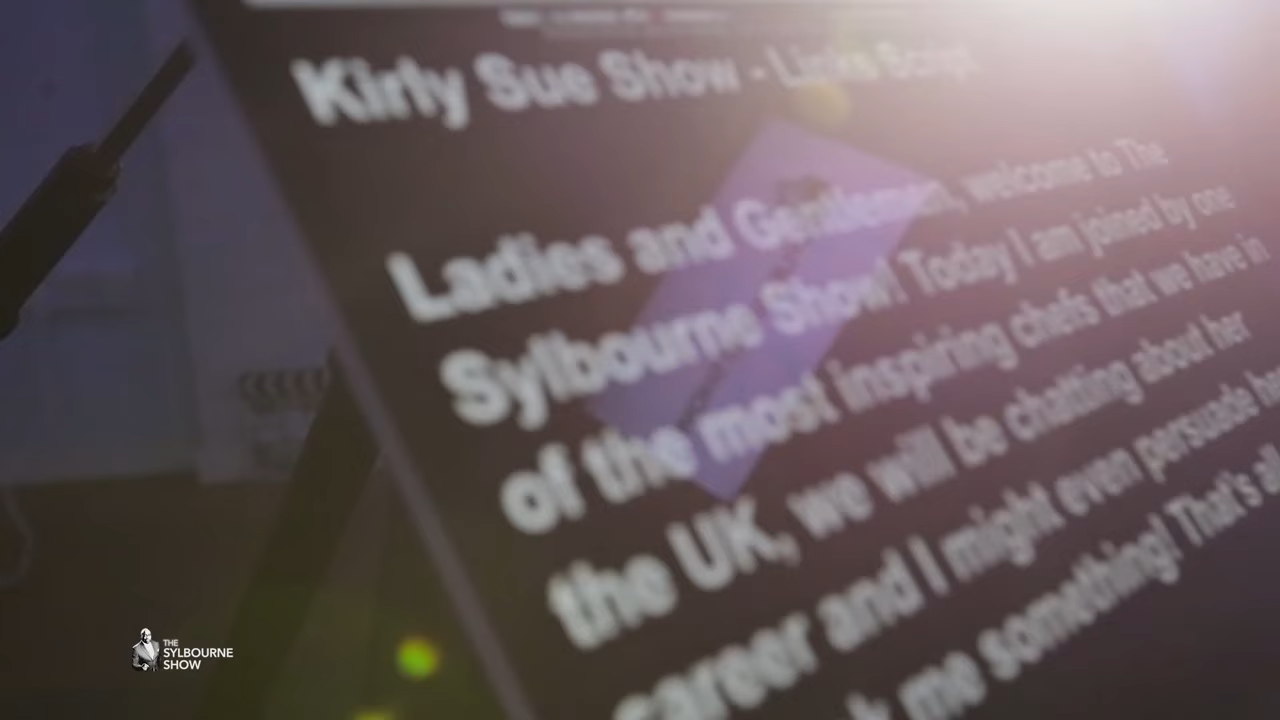 Kirly Sue Show - Links Script
Ladies and Gentlemen, welcome to The
Sylbourne Show! Today I am joined by one
of the most inspiring chefs that we have in
the UK, we will be chatting about her
career and I might even persuade
me something! That's
THE
SYLBOURNE
SHOW